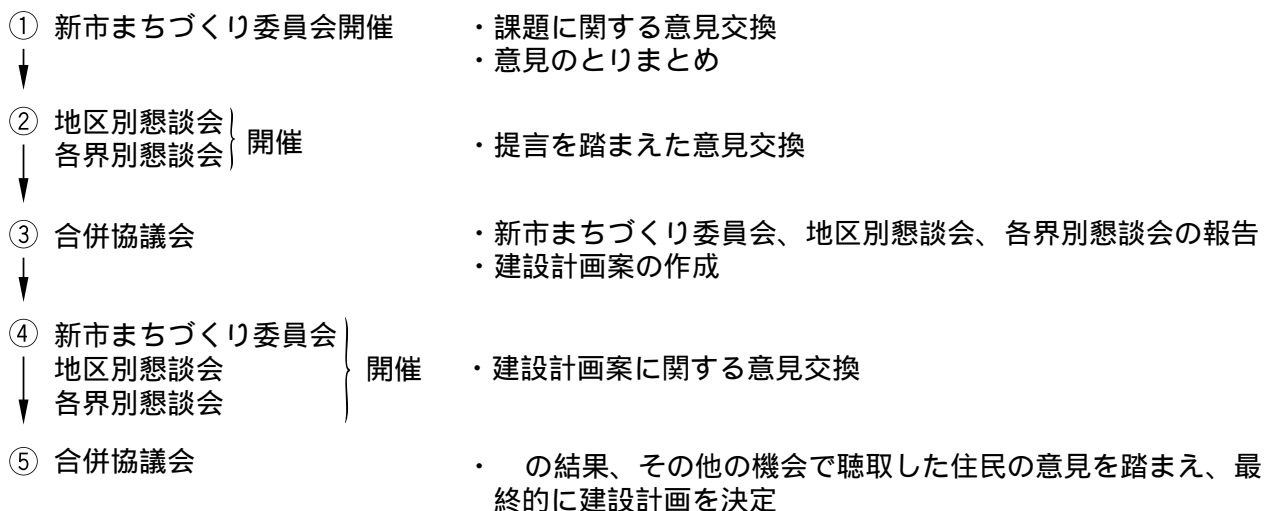 ① 新市まちづくり委員会開催 ・課題に関する意見交換
・意見のとりまとめ
② 地区別懇談会
各界別懇談会 開催 ・提言を踏まえた意見交換
③ 合併協議会 ・新市まちづくり委員会、地区別懇談会、各界別懇談会の報告
・建設計画案の作成
④ 新市まちづくり委員会
地区別懇談会 開催 ・建設計画案に関する意見交換
各界別懇談会
⑤ 合併協議会 ・ の結果、その他の機会で聴取した住民の意見を踏まえ、最
終的に建設計画を決定